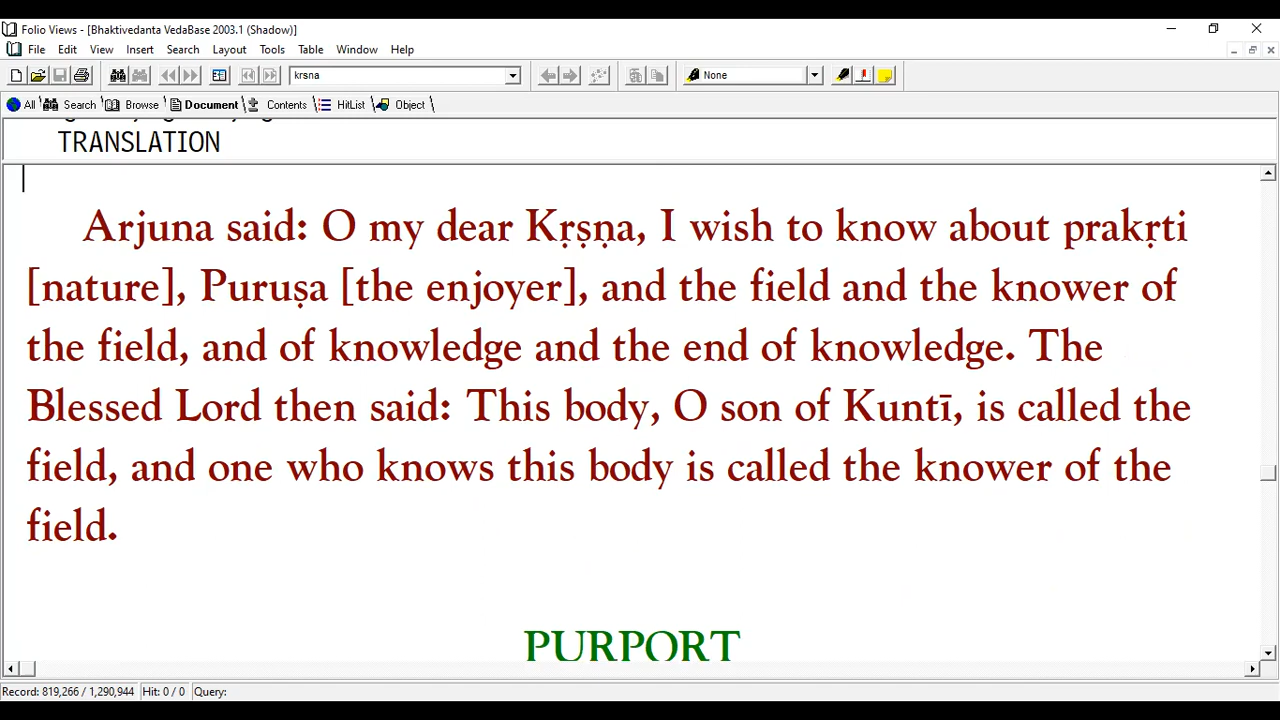 Folio Views - [Bhaktivedanta VedaBase 2003.1 (Shadow)]
File Edit View Insert Search Layout Tools Table Window Help
krsna None
All Search Browse Document Contents HitList Object
TRANSLATION
Arjuna said: O my dear Kṛṣṇa, I wish to know about prakṛti
[nature], Puruṣa [the enjoyer], and the field and the knower of
the field, and of knowledge and the end of knowledge. The
Blessed Lord then said: This body, O son of Kuntī, is called the
field, and one who knows this body is called the knower of the
field.
PURPORT
Record: 819,266 / 1,290,944 Hit: 0 / 0 Query: